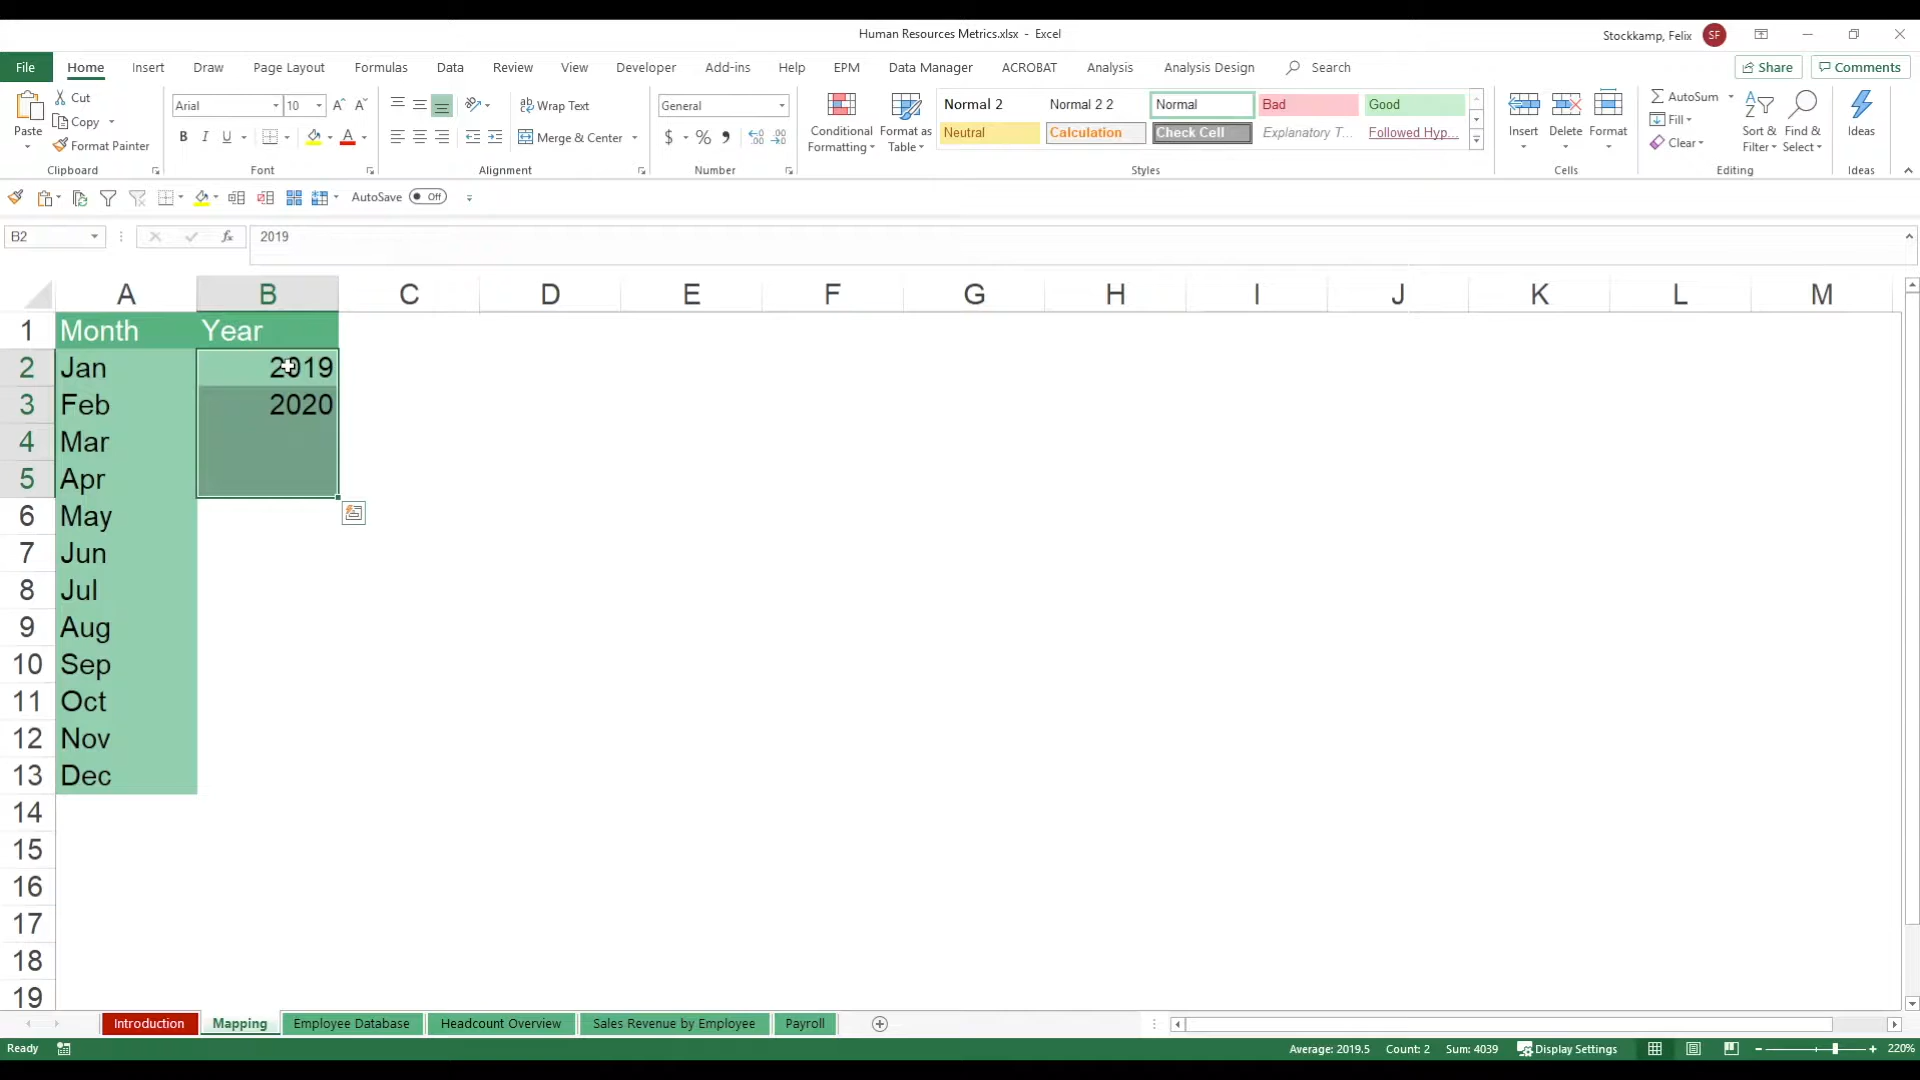 Human Resources Metrics.xlsx - Excel
Stockkamp, Felix SF
File Home Insert Draw Page Layout Formulas Data Review View Developer Add-ins Help EPM Data Manager ACROBAT Analysis Analysis Design Search Share Comments
Paste Cut Copy Format Painter Clipboard
Arial 10 B I U Font
Wrap Text Merge & Center Alignment
General $ % Number
Conditional Formatting Format as Table
Normal 2 Normal 2 2 Normal Bad Good
Neutral Calculation Check Cell Explanatory T... Followed Hyp...
Styles
Insert Delete Format Cells
AutoSum Fill Clear Sort & Filter Find & Select Editing
Ideas Ideas
AutoSave Off
B2 fx 2019
A B C D E F G H I J K L M
1 Month Year
2 Jan 2019
3 Feb 2020
4 Mar
5 Apr
6 May
7 Jun
8 Jul
9 Aug
10 Sep
11 Oct
12 Nov
13 Dec
14
15
16
17
18
19
Introduction Mapping Employee Database Headcount Overview Sales Revenue by Employee Payroll
Ready Average: 2019.5 Count: 2 Sum: 4039 Display Settings 220%